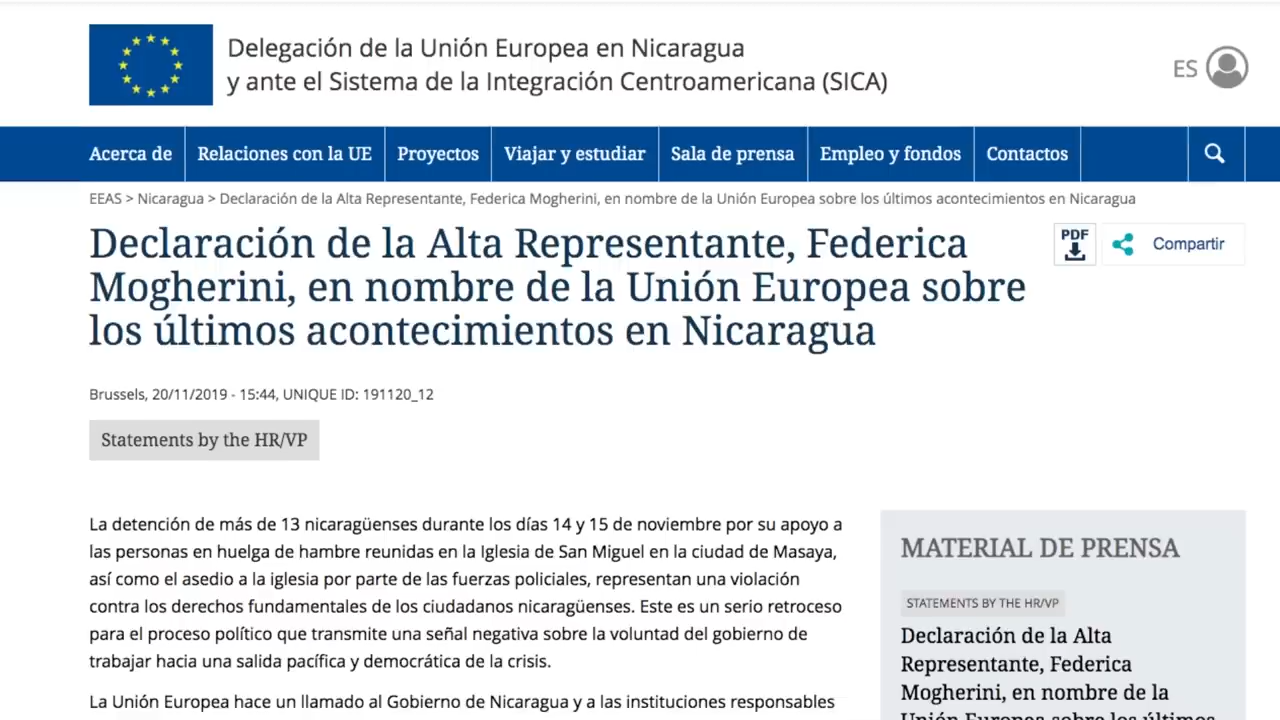 Delegación de la Unión Europea en Nicaragua
y ante el Sistema de la Integración Centroamericana (SICA)
ES
Acerca de
Relaciones con la UE
Proyectos
Viajar y estudiar
Sala de prensa
Empleo y fondos
Contactos
EEAS > Nicaragua > Declaración de la Alta Representante, Federica Mogherini, en nombre de la Unión Europea sobre los últimos acontecimientos en Nicaragua
Declaración de la Alta Representante, Federica
Mogherini, en nombre de la Unión Europea sobre
los últimos acontecimientos en Nicaragua
PDF
Compartir
Brussels, 20/11/2019 - 15:44, UNIQUE ID: 191120_12
Statements by the HR/VP
La detención de más de 13 nicaragüenses durante los días 14 y 15 de noviembre por su apoyo a
las personas en huelga de hambre reunidas en la Iglesia de San Miguel en la ciudad de Masaya,
así como el asedio a la iglesia por parte de las fuerzas policiales, representan una violación
contra los derechos fundamentales de los ciudadanos nicaragüenses. Este es un serio retroceso
para el proceso político que transmite una señal negativa sobre la voluntad del gobierno de
trabajar hacia una salida pacífica y democrática de la crisis.
La Unión Europea hace un llamado al Gobierno de Nicaragua y a las instituciones responsables
MATERIAL DE PRENSA
STATEMENTS BY THE HR/VP
Declaración de la Alta
Representante, Federica
Mogherini, en nombre de la
Unión Europea sobre los últimos